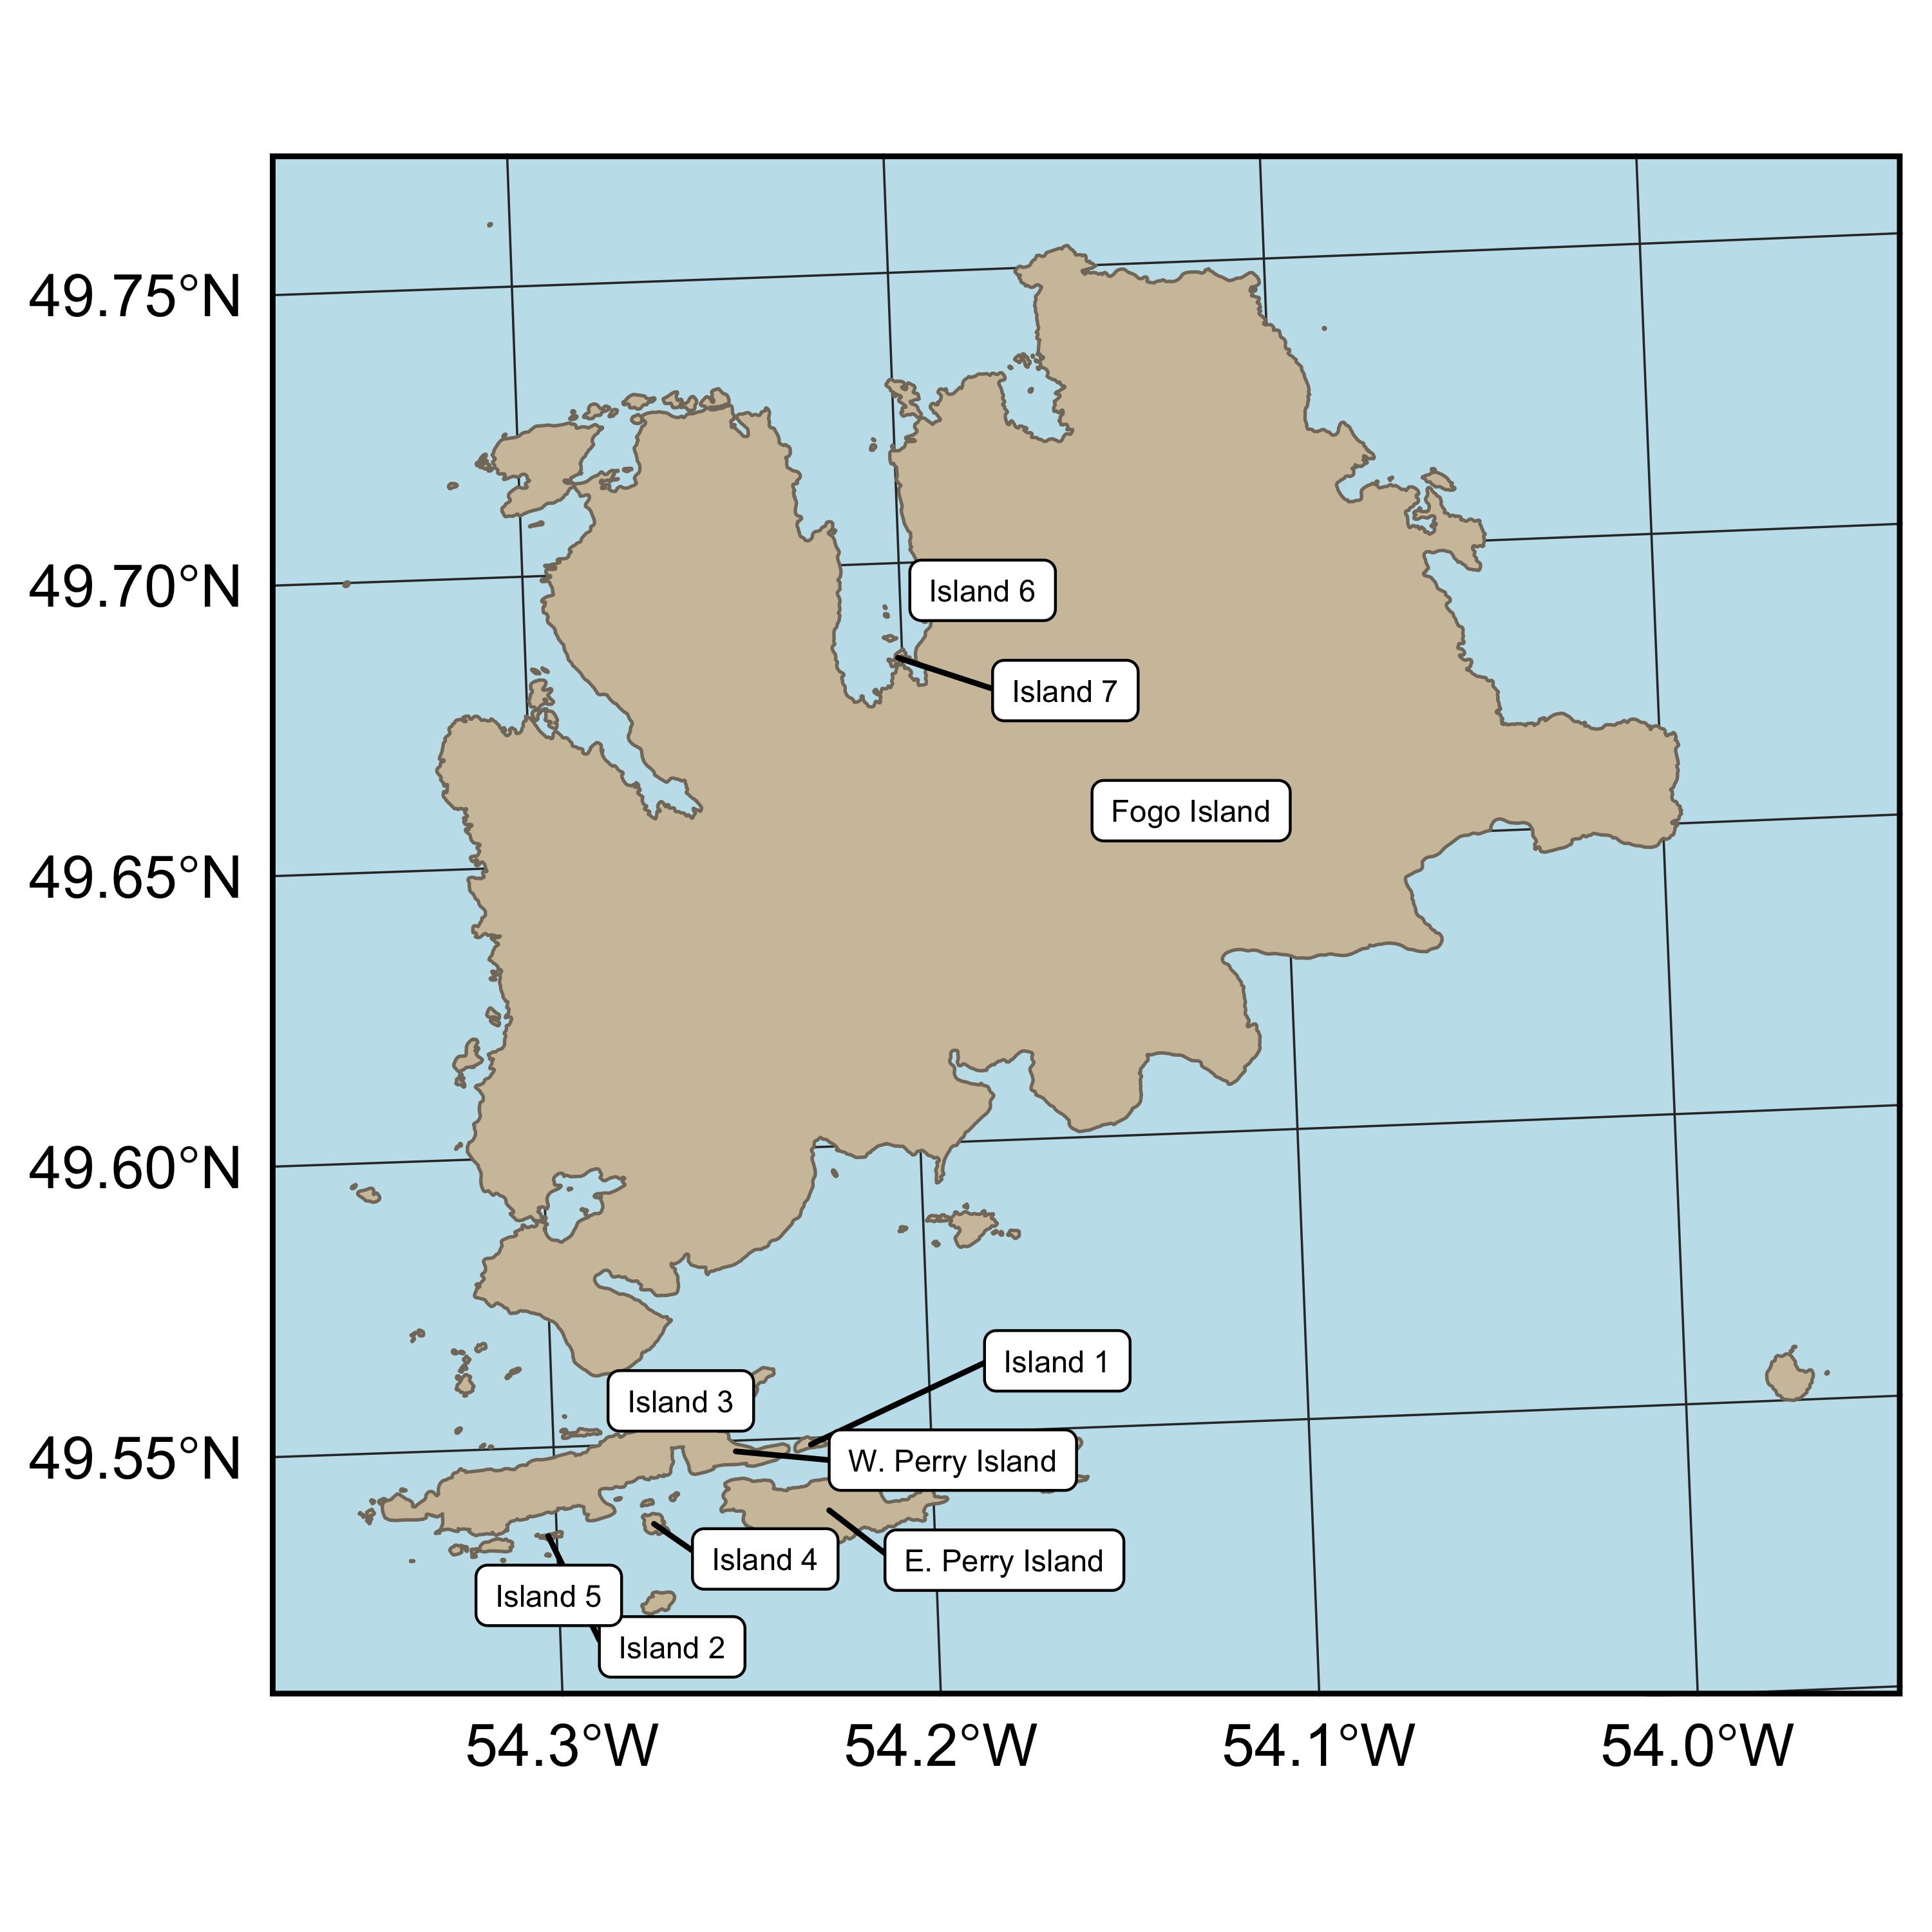 49.75°N
49.70°N
Island 6
Island 7
Fogo Island
49.65°N
49.60°N
Island 1
Island 3
49.55°N
W. Perry Island
Island 4
E. Perry Island
Island 5
Island 2
54.3°W
54.2°W
54.1°W
54.0°W